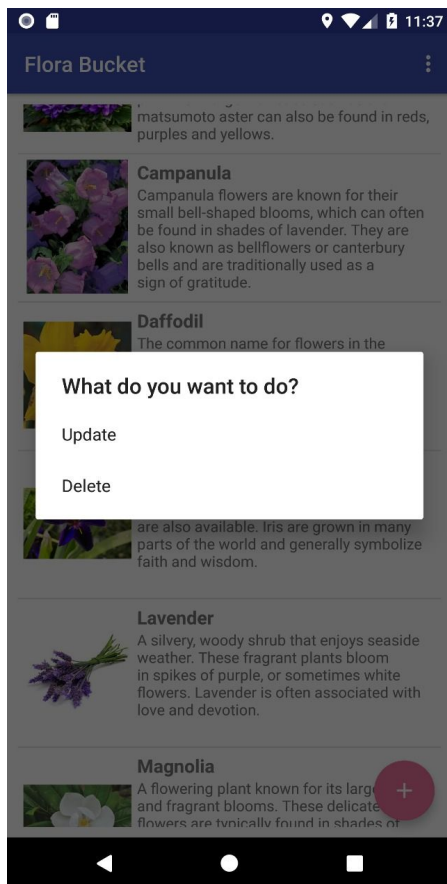 11:37
Flora Bucket
matsumoto aster can also be found in reds,
purples and yellows.
Campanula
Campanula flowers are known for their
small bell-shaped blooms, which can often
be found in shades of lavender. They are
also known as bellflowers or canterbury
bells and are traditionally used as a
sign of gratitude.
Daffodil
The common name for flowers in the
What do you want to do?
Update
Delete
are also available. Iris are grown in many
parts of the world and generally symbolize
faith and wisdom.
Lavender
A silvery, woody shrub that enjoys seaside
weather. These fragrant plants bloom
in spikes of purple, or sometimes white
flowers. Lavender is often associated with
love and devotion.
Magnolia
A flowering plant known for its large
and fragrant blooms. These delicate
flowers are typically found in shades of
+